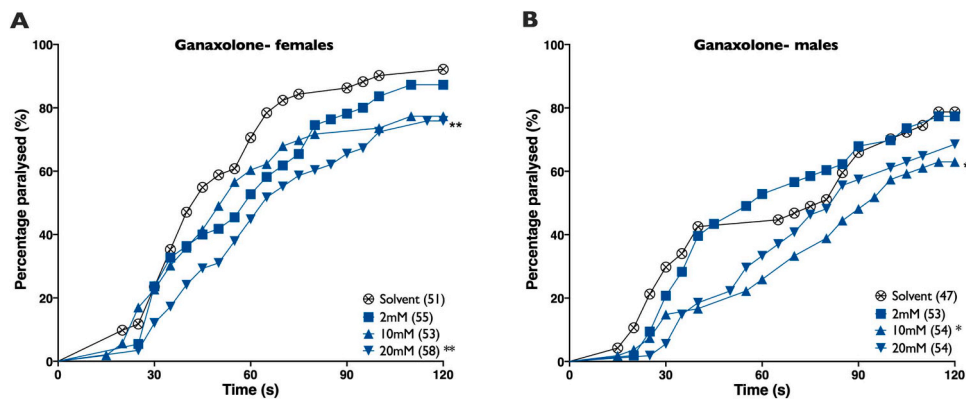 A
Ganaxolone- females
Percentage paralysed (%)
100
80
60
40
20
0
**
Solvent (51)
2mM (55)
10mM (53)
20mM (58) **
0 30 60 90 120
Time (s)
B
Ganaxolone- males
Percentage paralysed (%)
100
80
60
40
20
0
*
Solvent (47)
2mM (53)
10mM (54) *
20mM (54)
0 30 60 90 120
Time (s)